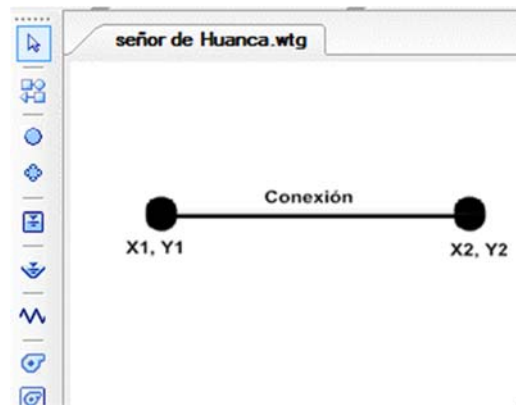 señor de Huanca.wtg
Conexión
X1, Y1
X2, Y2